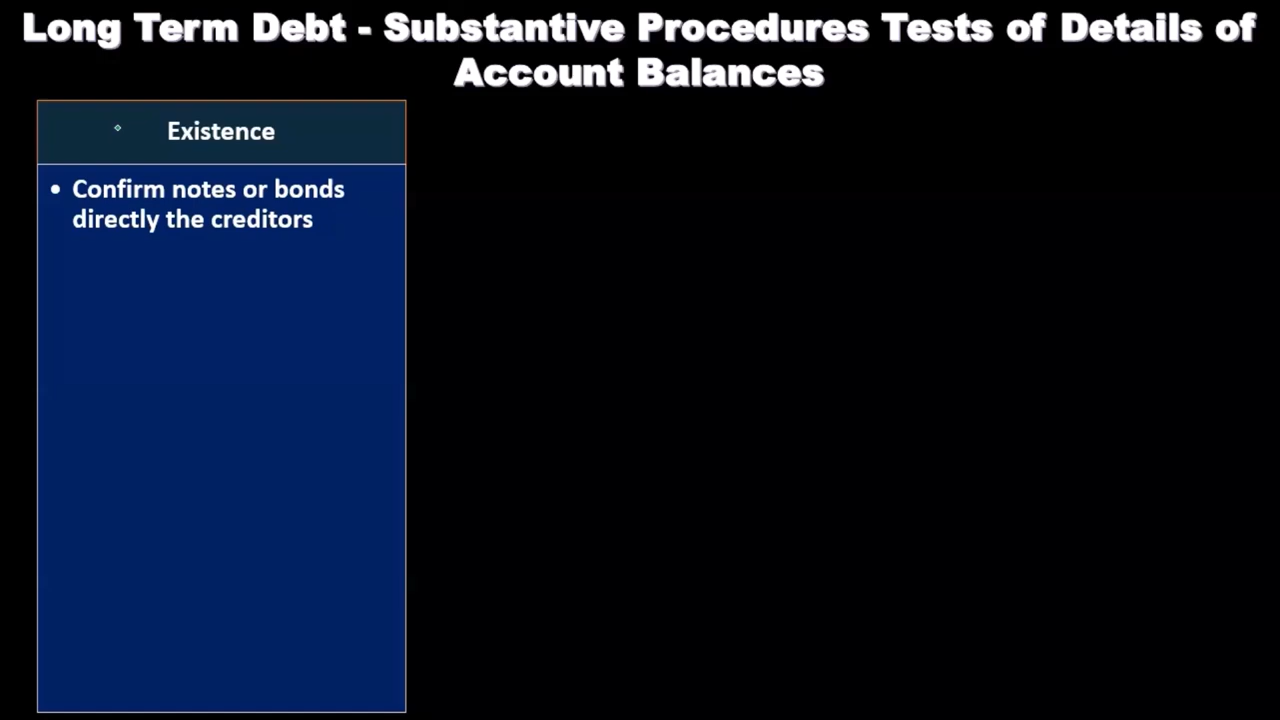 Long Term Debt - Substantive Procedures Tests of Details of
Account Balances
Existence
• Confirm notes or bonds
directly the creditors